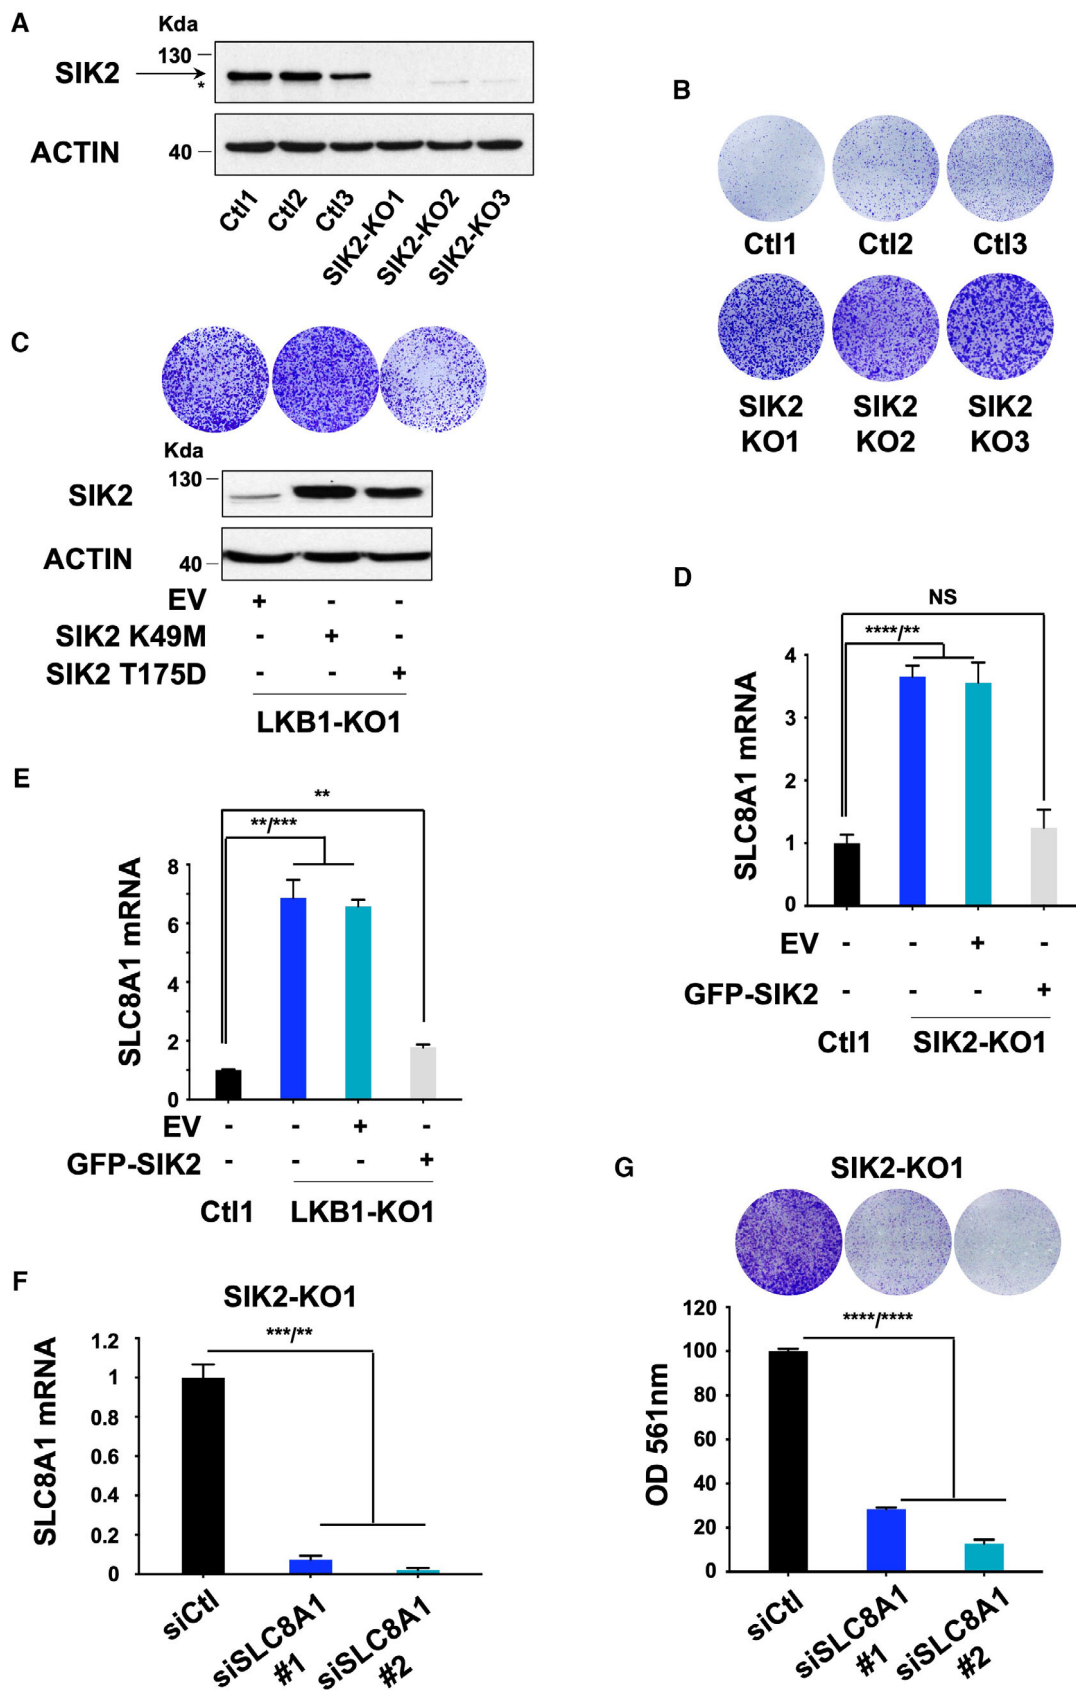 A
Kda
130
SIK2
*
ACTIN
40
Ctl1 Ctl2 Ctl3 SIK2-KO1 SIK2-KO2 SIK2-KO3
B
Ctl1 Ctl2 Ctl3
SIK2 SIK2 SIK2
KO1 KO2 KO3
C
Kda
130
SIK2
ACTIN
40
EV + - -
SIK2 K49M - + -
SIK2 T175D - - +
LKB1-KO1
D
NS
****/**
SLC8A1 mRNA
4
3
2
1
0
EV - - + -
GFP-SIK2 - - - +
Ctl1 SIK2-KO1
E
**
**/***
SLC8A1 mRNA
8
6
4
2
0
EV - - + -
GFP-SIK2 - - - +
Ctl1 LKB1-KO1
F
SIK2-KO1
***/**
SLC8A1 mRNA
1.2
1
0.8
0.6
0.4
0.2
0
siCtl
siSLC8A1
#1
siSLC8A1
#2
G
SIK2-KO1
****/****
OD 561nm
120
100
80
60
40
20
0
siCtl
siSLC8A1
#1
siSLC8A1
#2